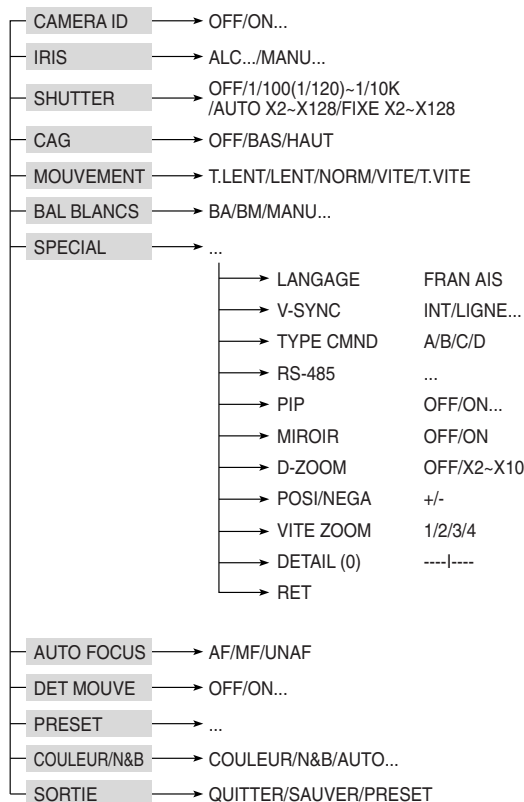 CAMERA ID OFF/ON...
IRIS ALC.../MANU...
SHUTTER OFF/1/100(1/120)~1/10K
/AUTO X2~X128/FIXE X2~X128
CAG OFF/BAS/HAUT
MOUVEMENT T.LENT/LENT/NORM/VITE/T.VITE
BAL BLANCS BA/BM/MANU...
SPECIAL ...
LANGAGE FRAN AIS
V-SYNC INT/LIGNE...
TYPE CMND A/B/C/D
RS-485 ...
PIP OFF/ON...
MIROIR OFF/ON
D-ZOOM OFF/X2~X10
POSI/NEGA +/-
VITE ZOOM 1/2/3/4
DETAIL (0) ----I----
RET
AUTO FOCUS AF/MF/UNAF
DET MOUVE OFF/ON...
PRESET ...
COULEUR/N&B COULEUR/N&B/AUTO...
SORTIE QUITTER/SAUVER/PRESET